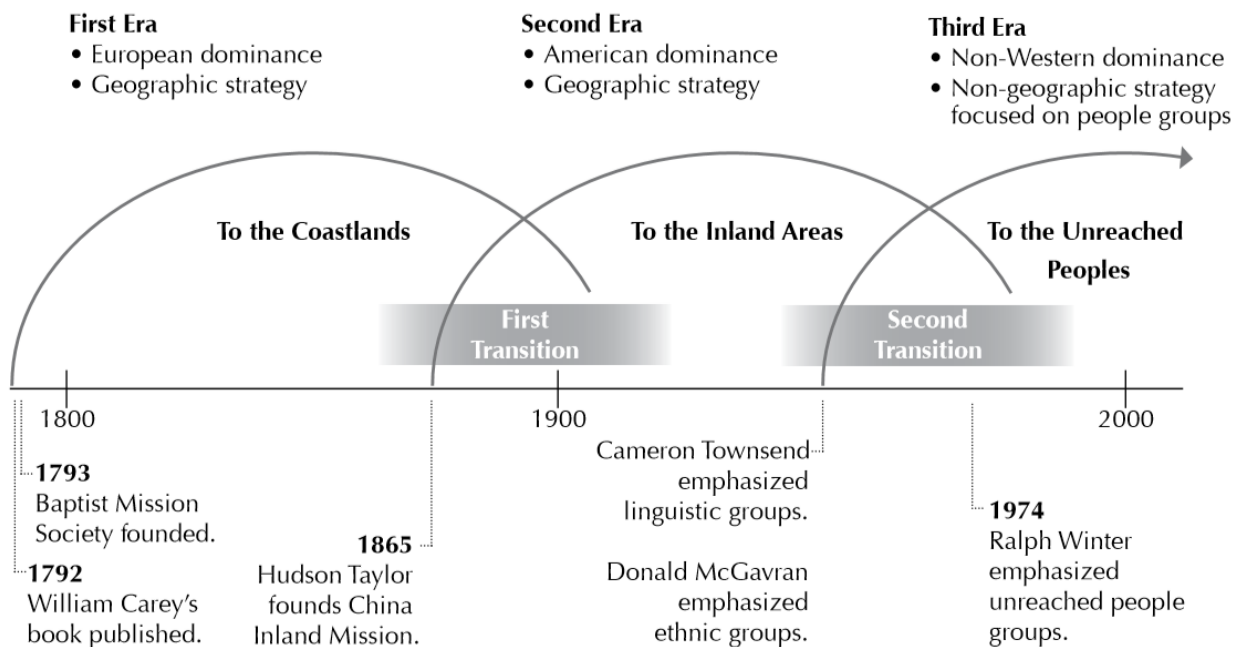 First Era
• European dominance
• Geographic strategy
Second Era
• American dominance
• Geographic strategy
Third Era
• Non-Western dominance
• Non-geographic strategy
focused on people groups
To the Coastlands
To the Inland Areas
To the Unreached
Peoples
First
Transition
Second
Transition
1800
1900
2000
1793
Baptist Mission
Society founded.
1792
William Carey’s
book published.
1865
Hudson Taylor
founds China
Inland Mission.
Cameron Townsend
emphasized
linguistic groups.
Donald McGavran
emphasized
ethnic groups.
1974
Ralph Winter
emphasized
unreached people
groups.